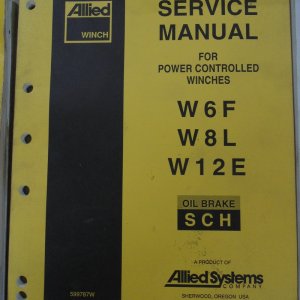 Allied
WINCH
SERVICE
MANUAL
FOR
POWER CONTROLLED
WINCHES
W6F
W8L
W12E
OIL BRAKE
SCH
A PRODUCT OF
Allied Systems
COMPANY
SHERWOOD, OREGON USA
599787W